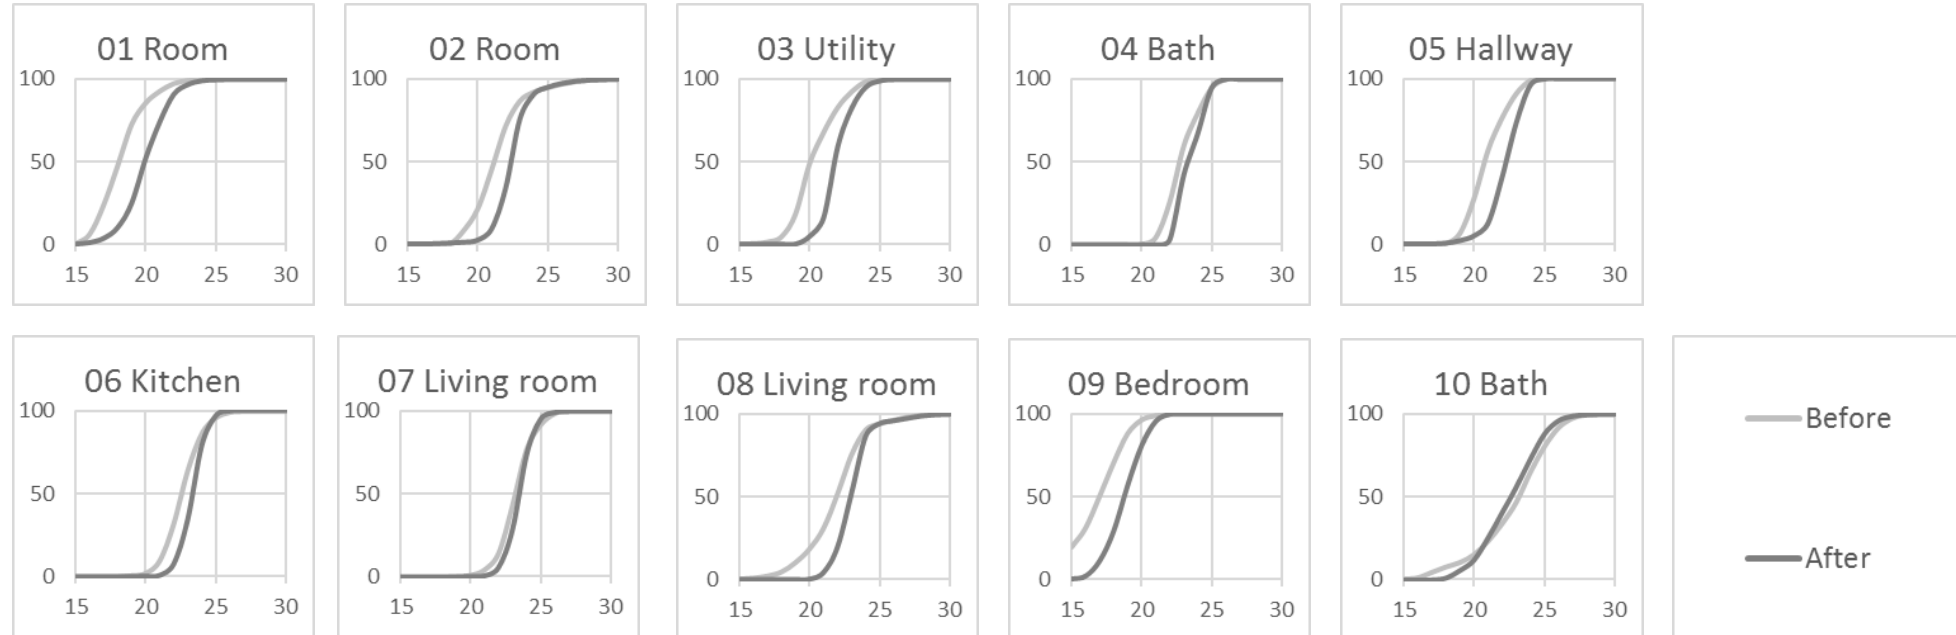 01 Room
100
50
0
15 20 25 30
02 Room
100
50
0
15 20 25 30
03 Utility
100
50
0
15 20 25 30
04 Bath
100
50
0
15 20 25 30
05 Hallway
100
50
0
15 20 25 30
06 Kitchen
100
50
0
15 20 25 30
07 Living room
100
50
0
15 20 25 30
08 Living room
100
50
0
15 20 25 30
09 Bedroom
100
50
0
15 20 25 30
10 Bath
100
50
0
15 20 25 30
Before
After